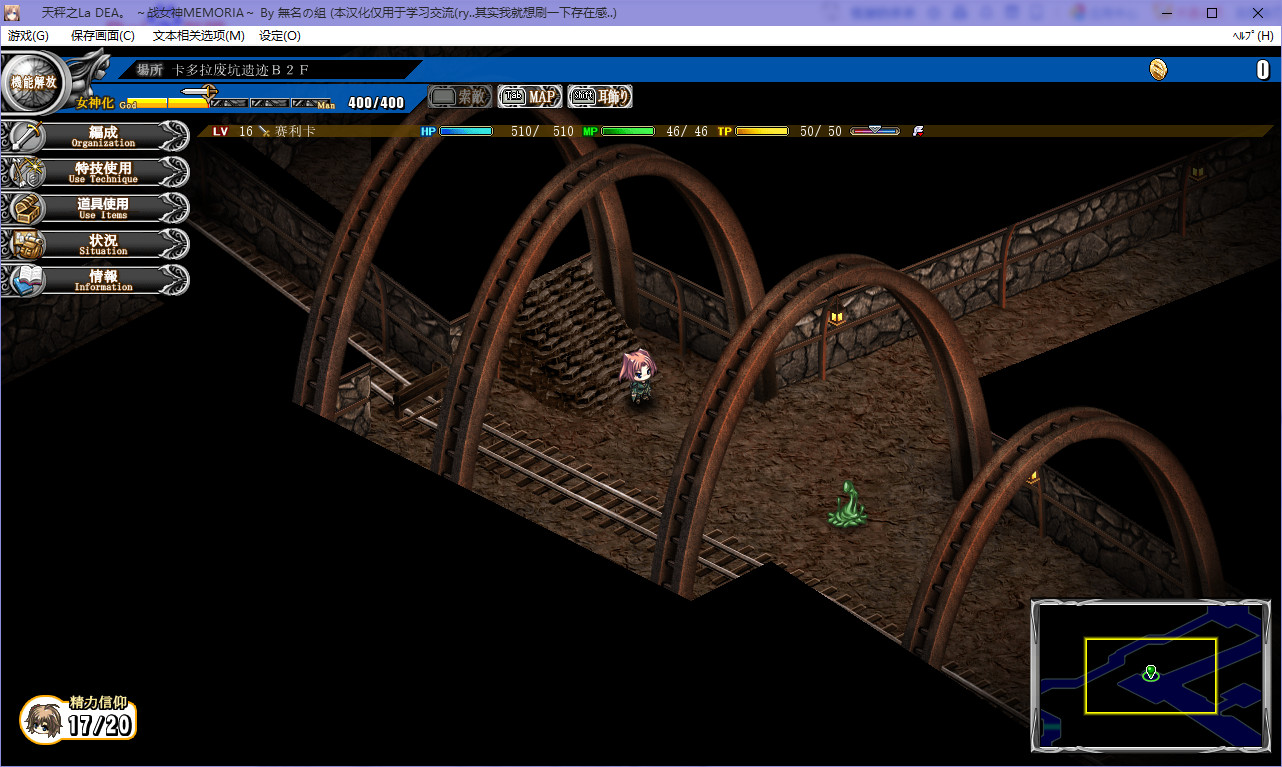 天秤之La DEA。 ～战女神MEMORIA～ By 無名の組 (本汉化仅用于学习交流(ry..其实我就想刷一下存在感..)
游戏(G) 保存画面(C) 文本相关选项(M) 设定(O) ﾍﾙﾌﾟ(H)
機能解放
場所 卡多拉废坑遗迹Ｂ２Ｆ
0
女神化 God Man 400/400
索敵 Tab MAP Shift 耳飾り
LV 16 赛利卡 HP 510/ 510 MP 46/ 46 TP 50/ 50
編成
Organization
特技使用
Use Technique
道具使用
Use Items
状況
Situation
情報
Information
精力信仰
17/20